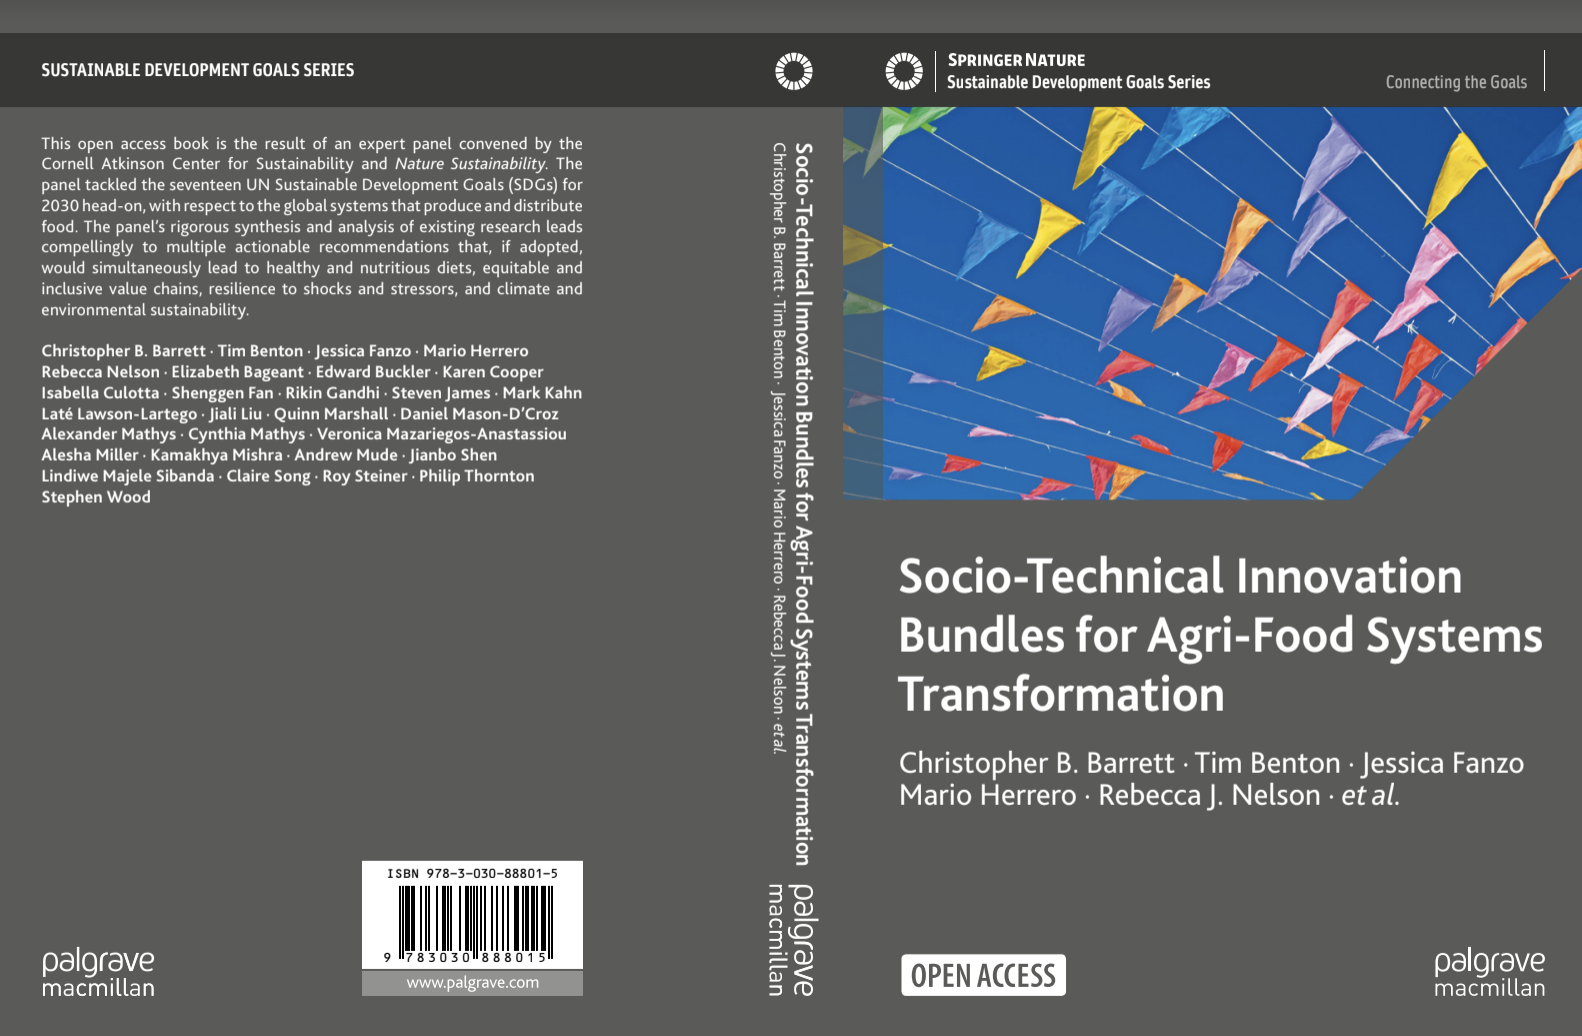 SUSTAINABLE DEVELOPMENT GOALS SERIES
This open access book is the result of an expert panel convened by the
Cornell Atkinson Center for Sustainability and Nature Sustainability. The
panel tackled the seventeen UN Sustainable Development Goals (SDGs) for
2030 head-on, with respect to the global systems that produce and distribute
food. The panel's rigorous synthesis and analysis of existing research leads
compellingly to multiple actionable recommendations that, if adopted,
would simultaneously lead to healthy and nutritious diets, equitable and
inclusive value chains, resilience to shocks and stressors, and climate and
environmental sustainability.
Christopher B. Barrett · Tim Benton · Jessica Fanzo · Mario Herrero
Rebecca Nelson · Elizabeth Bageant · Edward Buckler · Karen Cooper
Isabella Culotta · Shenggen Fan · Rikin Gandhi · Steven James · Mark Kahn
Laté Lawson-Lartego · Jiali Liu · Quinn Marshall · Daniel Mason-D'Croz
Alexander Mathys · Cynthia Mathys · Veronica Mazariegos-Anastassiou
Alesha Miller · Kamakhya Mishra · Andrew Mude · Jianbo Shen
Lindiwe Majele Sibanda · Claire Song · Roy Steiner · Philip Thornton
Stephen Wood
palgrave
macmillan
ISBN 978-3-030-88801-5
9 783030 888015
www.palgrave.com
Socio-Technical Innovation Bundles for Agri-Food Systems Transformation
Christopher B. Barrett · Tim Benton · Jessica Fanzo · Mario Herrero · Rebecca J. Nelson · et al.
palgrave
macmillan
SPRINGER NATURE
Sustainable Development Goals Series
Connecting the Goals
Socio-Technical Innovation
Bundles for Agri-Food Systems
Transformation
Christopher B. Barrett · Tim Benton · Jessica Fanzo
Mario Herrero · Rebecca J. Nelson · et al.
OPEN ACCESS
palgrave
macmillan